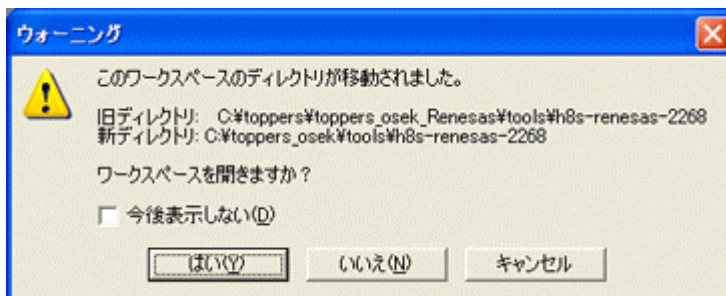 ウォーニング
このワークスペースのディレクトリが移動されました。
旧ディレクトリ: C:¥toppers¥toppers_osek_Renesas¥tools¥h8s-renesas-2268
新ディレクトリ: C:¥toppers_osek¥tools¥h8s-renesas-2268
ワークスペースを開きますか?
今後表示しない(D)
はい(Y) いいえ(N) キャンセル